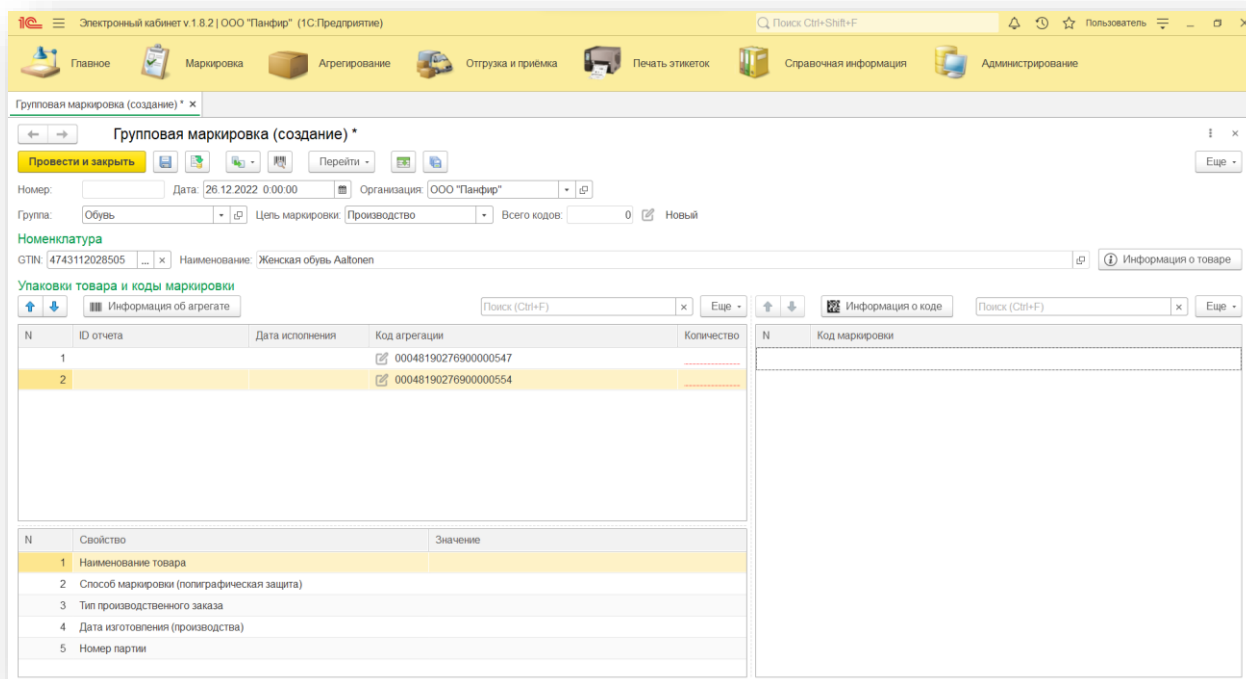 1С Электронный кабинет v.1.8.2 | ООО "Панфир" (1С:Предприятие) Поиск Ctrl+Shift+F Пользователь
Главное Маркировка Агрегирование Отгрузка и приёмка Печать этикеток Справочная информация Администрирование
Групповая маркировка (создание) * ×
Групповая маркировка (создание) *
Провести и закрыть Перейти Еще
Номер: Дата: 26.12.2022 0:00:00 Организация: ООО "Панфир"
Группа: Обувь Цель маркировки: Производство Всего кодов: 0 Новый
Номенклатура
GTIN: 4743112028505 ... × Наименование: Женская обувь Aaltonen Информация о товаре
Упаковки товара и коды маркировки
Информация об агрегате Поиск (Ctrl+F) × Еще Информация о коде Поиск (Ctrl+F) × Еще
N ID отчета Дата исполнения Код агрегации Количество N Код маркировки
1 00048190276900000547
2 00048190276900000554
N Свойство Значение
1 Наименование товара
2 Способ маркировки (полиграфическая защита)
3 Тип производственного заказа
4 Дата изготовления (производства)
5 Номер партии